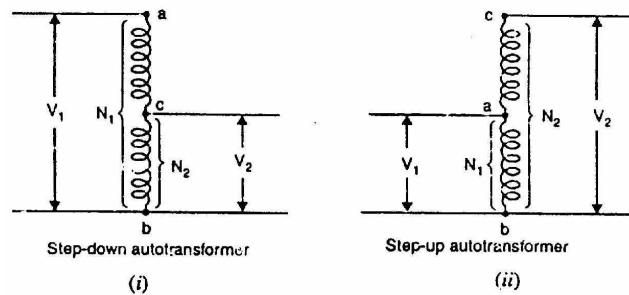 a
c
N₁
c
V₁
a
N₂
V₂
N₂
V₂
V₁
N₁
b
b
Step-down autotransformer
Step-up autotransformer
(i)
(ii)